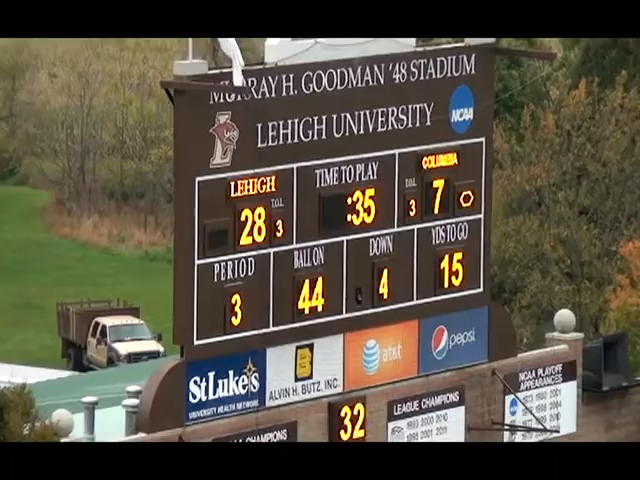 MURRAY H. GOODMAN '48 STADIUM
LEHIGH UNIVERSITY
NCAA
L
LEHIGH
TIME TO PLAY
COLUMBIA
28
T.O.L.
3
:35
T.O.L.
3
7
PERIOD
BALL ON
DOWN
YDS TO GO
3
44
4
15
StLuke's
UNIVERSITY HEALTH NETWORK
B
ALVIN H. BUTZ, INC.
at&t
pepsi
32
CHAMPIONS
LEAGUE CHAMPIONS
NCAA PLAYOFF
APPEARANCES